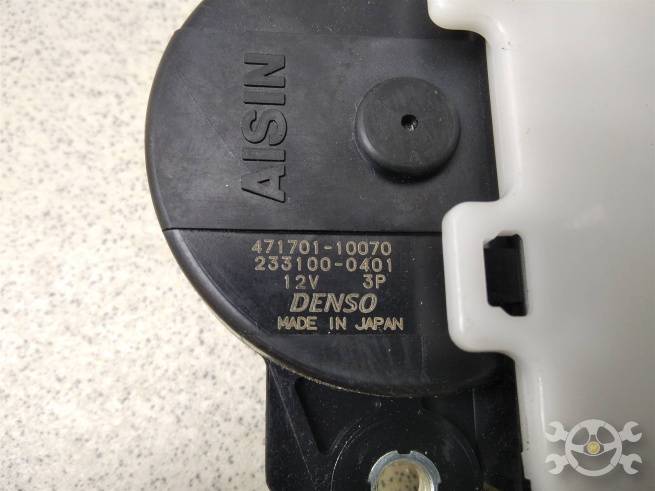 AISIN
471701-10070
233100-0401
12V 3P
DENSO
MADE IN JAPAN